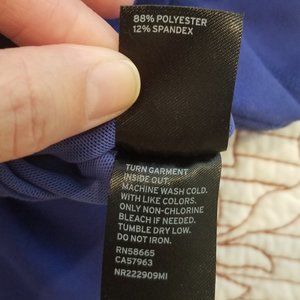 88% POLYESTER
12% SPANDEX
TURN GARMENT
INSIDE OUT.
MACHINE WASH COLD.
WITH LIKE COLORS.
ONLY NON-CHLORINE
BLEACH IF NEEDED.
TUMBLE DRY LOW.
DO NOT IRON.
RN58665
CA57963
NR222909MI